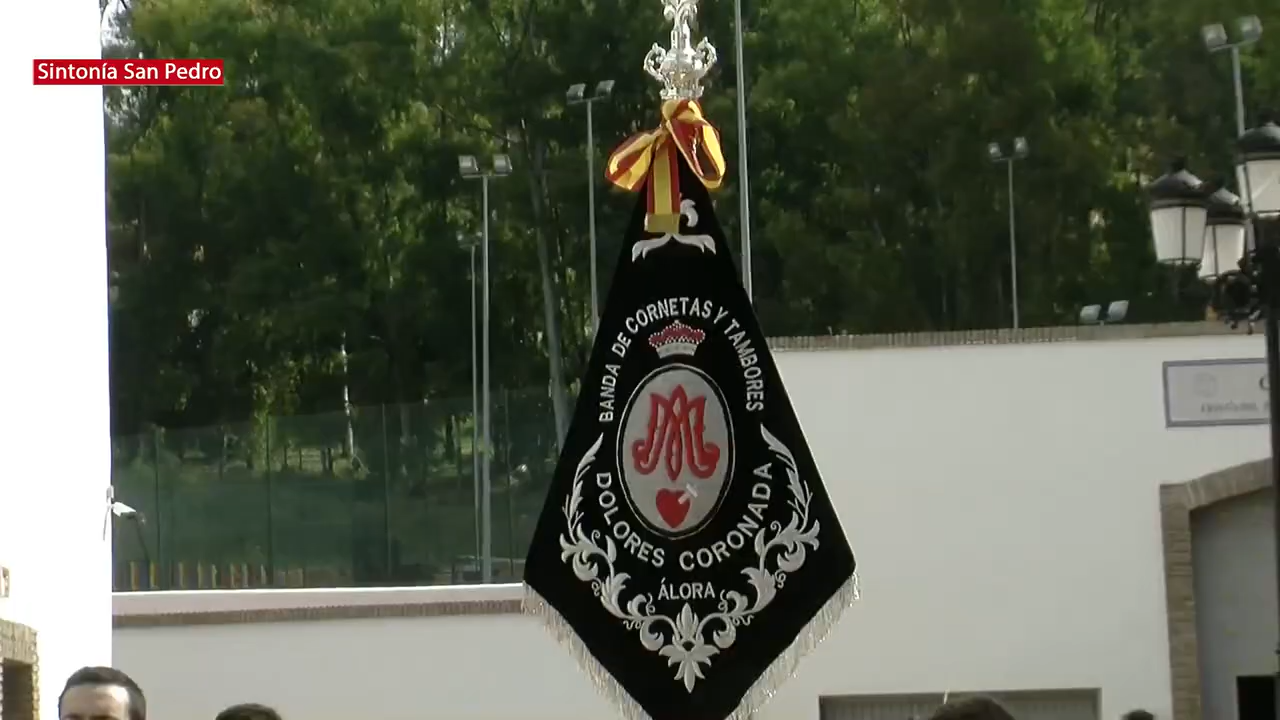 Sintonía San Pedro
BANDA DE CORNETAS Y TAMBORES
DOLORES CORONADA
ÁLORA